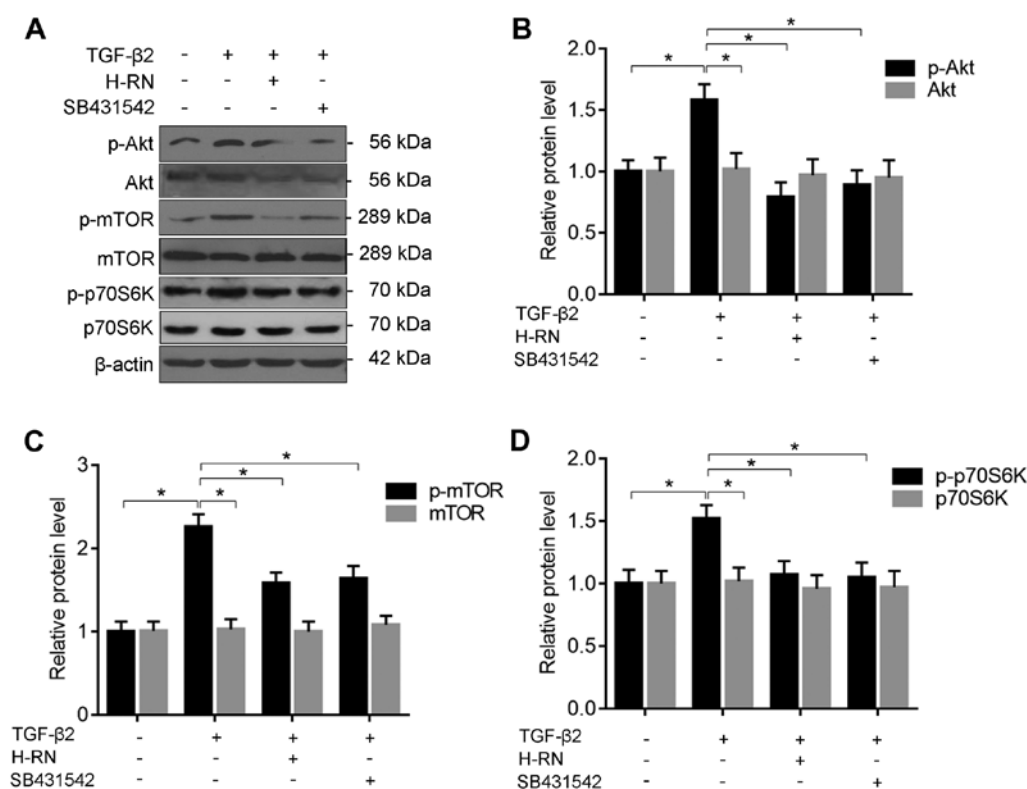 A
TGF-β2 - + + +
H-RN - - + -
SB431542 - - - +
p-Akt 56 kDa
Akt 56 kDa
p-mTOR 289 kDa
mTOR 289 kDa
p-p70S6K 70 kDa
p70S6K 70 kDa
β-actin 42 kDa
B
Relative protein level
2.0
1.5
1.0
0.5
0.0
* * * *
p-Akt
Akt
TGF-β2 - + + +
H-RN - - + -
SB431542 - - - +
C
Relative protein level
3
2
1
0
* * * *
p-mTOR
mTOR
TGF-β2 - + + +
H-RN - - + -
SB431542 - - - +
D
Relative protein level
2.0
1.5
1.0
0.5
0.0
* * * *
p-p70S6K
p70S6K
TGF-β2 - + + +
H-RN - - + -
SB431542 - - - +